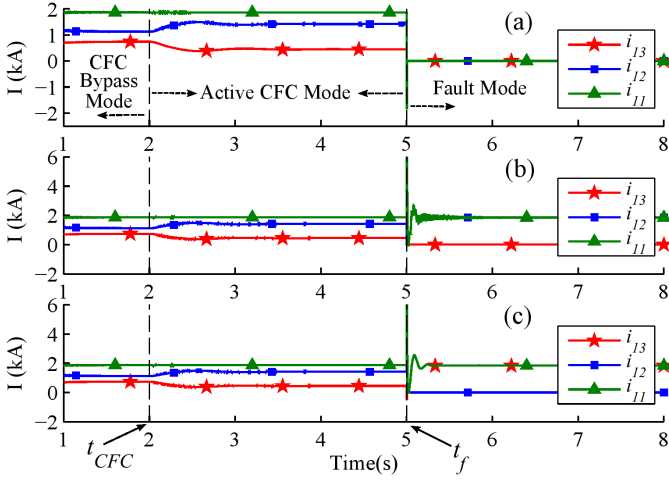 2
1
0
−1
−2
I (kA)
(a)
CFC
Bypass
Mode
Active CFC Mode
Fault Mode
i13
i12
i11
1 2 3 4 5 6 7 8
6
4
2
0
−2
I (kA)
(b)
i13
i12
i11
1 2 3 4 5 6 7 8
6
4
2
0
−2
I (kA)
(c)
i13
i12
i11
1 2 3 4 5 6 7 8
tCFC
Time(s)
tf